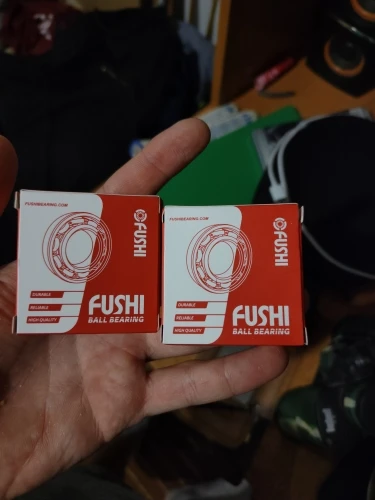 FUSHIBEARING.COM
FUSHI
DURABLE
RELIABLE
HIGH QUALITY
FUSHI
BALL BEARING
FUSHIBEARING.COM
FUSHI
DURABLE
RELIABLE
HIGH QUALITY
FUSHI
BALL BEARING